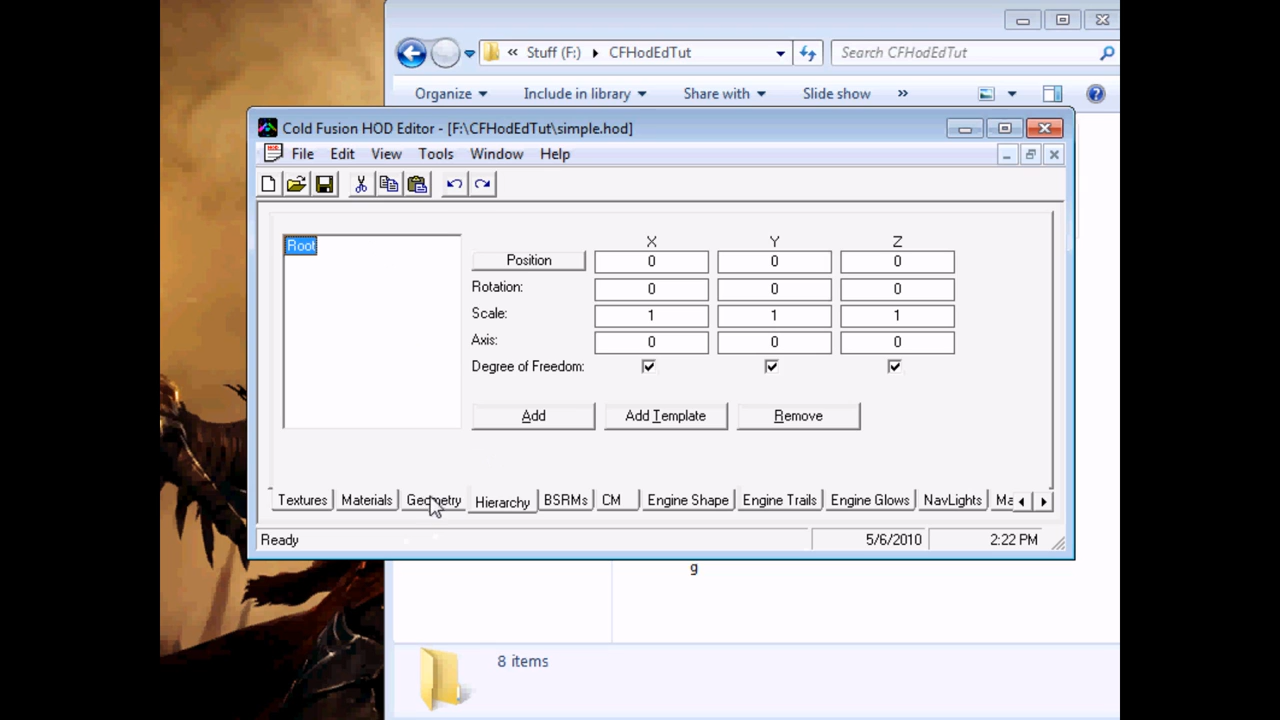 « Stuff (F:) CFHodEdTut Search CFHodEdTut
Organize Include in library Share with Slide show »
Cold Fusion HOD Editor - [F:\CFHodEdTut\simple.hod]
File Edit View Tools Window Help
Root
X Y Z
Position 0 0 0
Rotation: 0 0 0
Scale: 1 1 1
Axis: 0 0 0
Degree of Freedom:
Add Add Template Remove
Textures Materials Geometry Hierarchy BSRMs CM Engine Shape Engine Trails Engine Glows NavLights Ma
Ready 5/6/2010 2:22 PM
g
8 items